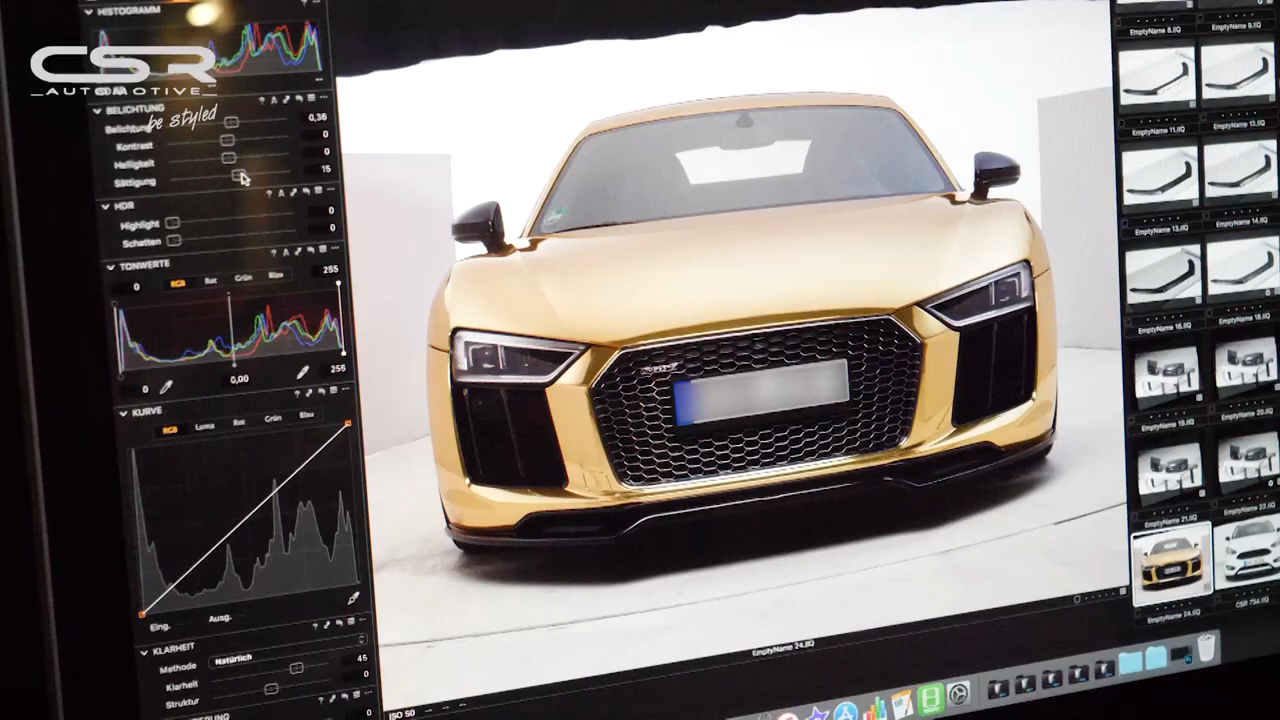 HISTOGRAMM
CSR
AUTOMOTIVE
be styled
BELICHTUNG
Belichtung 0,36
Kontrast 0
Helligkeit 0
Sättigung 15
HDR
Highlight 0
Schatten 0
TONWERTE
0 RGB Rot Grün Blau 255
0 0,00 255
KURVE
RGB Luma Rot Grün Blau
Eing. Ausg.
KLARHEIT
Methode Natürlich
Klarheit 45
Struktur 0
0
ISO 50
EmptyName 24.IIQ
EmptyName 8.IIQ EmptyName 9.IIQ
EmptyName 11.IIQ EmptyName 12.IIQ
EmptyName 13.IIQ EmptyName 14.IIQ
EmptyName 16.IIQ EmptyName 18.IIQ
EmptyName 19.IIQ EmptyName 20.IIQ
EmptyName 21.IIQ EmptyName 22.IIQ
EmptyName 24.IIQ CSR 734.IIQ